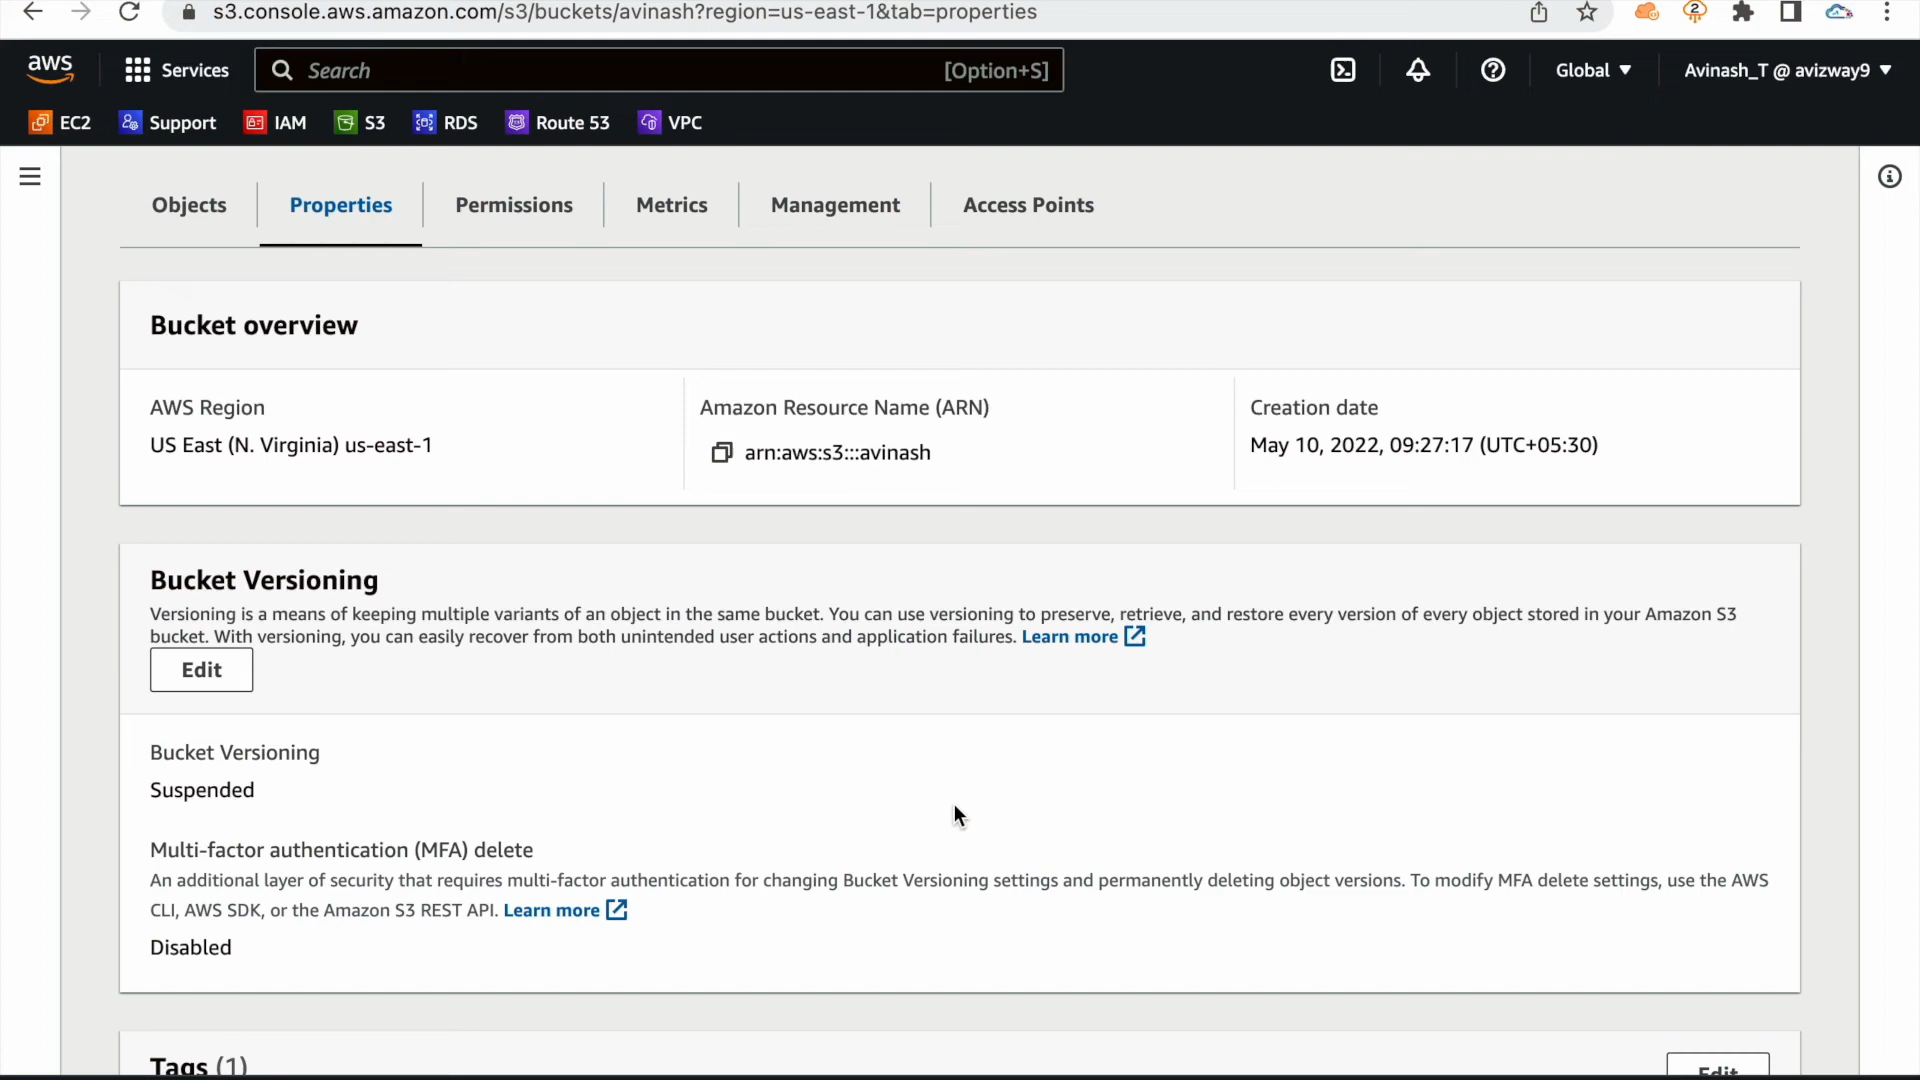 s3.console.aws.amazon.com/s3/buckets/avinash?region=us-east-1&tab=properties
2
aws
Services
Search
[Option+S]
Global
Avinash_T @ avizway9
EC2
Support
IAM
S3
RDS
Route 53
VPC
Objects
Properties
Permissions
Metrics
Management
Access Points
Bucket overview
AWS Region
US East (N. Virginia) us-east-1
Amazon Resource Name (ARN)
arn:aws:s3:::avinash
Creation date
May 10, 2022, 09:27:17 (UTC+05:30)
Bucket Versioning
Versioning is a means of keeping multiple variants of an object in the same bucket. You can use versioning to preserve, retrieve, and restore every version of every object stored in your Amazon S3
bucket. With versioning, you can easily recover from both unintended user actions and application failures. Learn more
Edit
Bucket Versioning
Suspended
Multi-factor authentication (MFA) delete
An additional layer of security that requires multi-factor authentication for changing Bucket Versioning settings and permanently deleting object versions. To modify MFA delete settings, use the AWS
CLI, AWS SDK, or the Amazon S3 REST API. Learn more
Disabled
Tags (1)
Edit